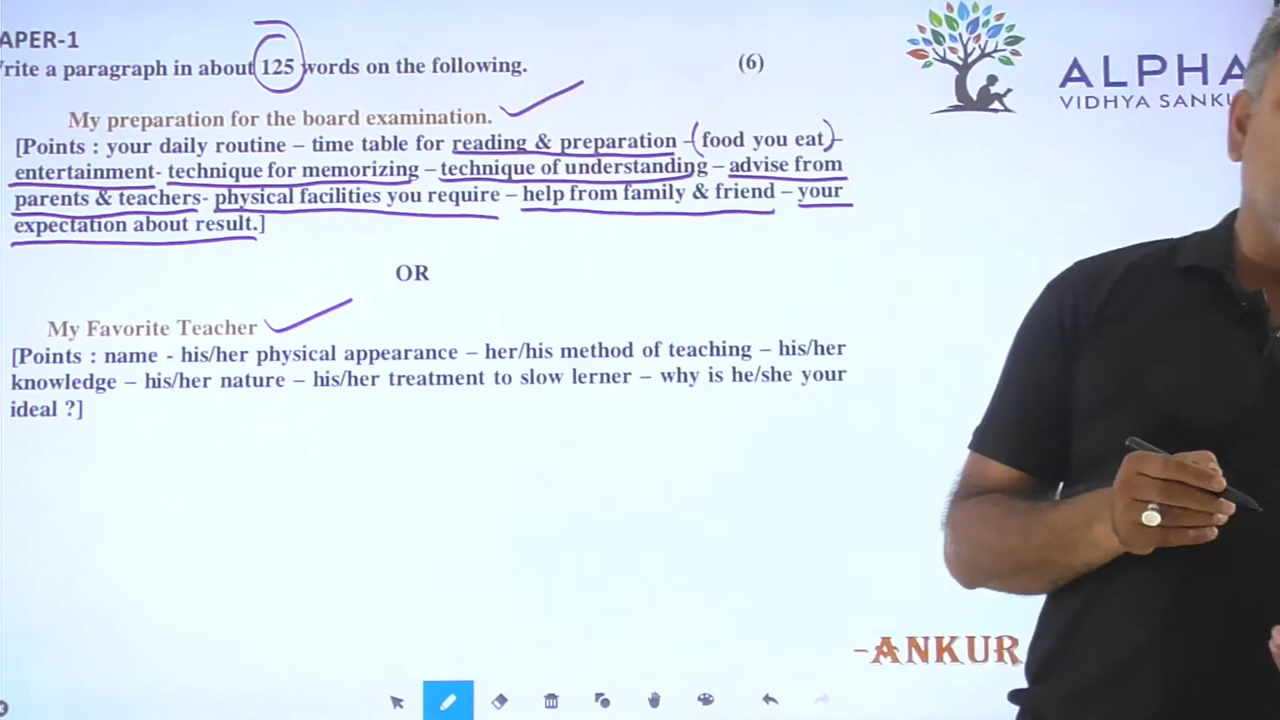 APER-1
rite a paragraph in about 125 words on the following. (6)
My preparation for the board examination.
[Points : your daily routine – time table for reading & preparation – food you eat–
entertainment- technique for memorizing – technique of understanding – advise from
parents & teachers- physical facilities you require – help from family & friend – your
expectation about result.]
OR
My Favorite Teacher
[Points : name - his/her physical appearance – her/his method of teaching – his/her
knowledge – his/her nature – his/her treatment to slow lerner – why is he/she your
ideal ?]
ALPHA
VIDHYA SANKU
-ANKUR